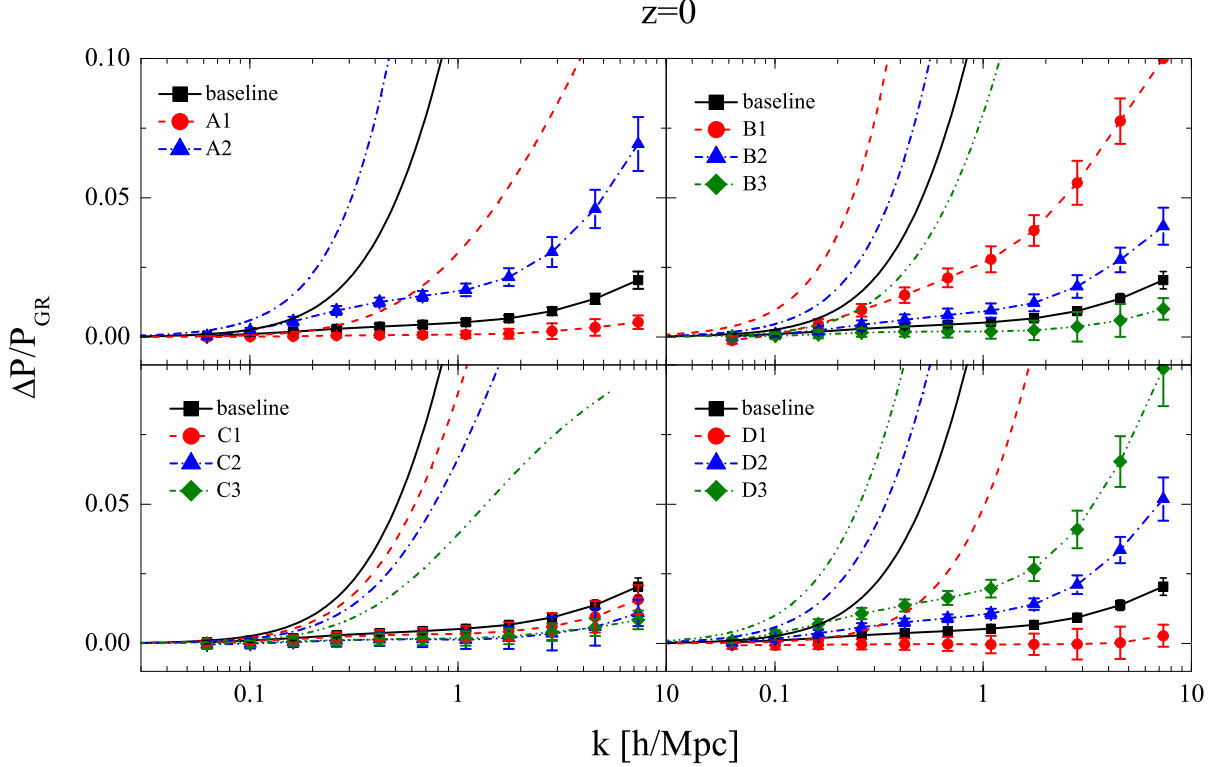 z=0
ΔP/P_GR
0.10
0.05
0.00
baseline
A1
A2
baseline
B1
B2
B3
0.05
0.00
baseline
C1
C2
C3
baseline
D1
D2
D3
0.1
1
10
0.1
1
10
k [h/Mpc]